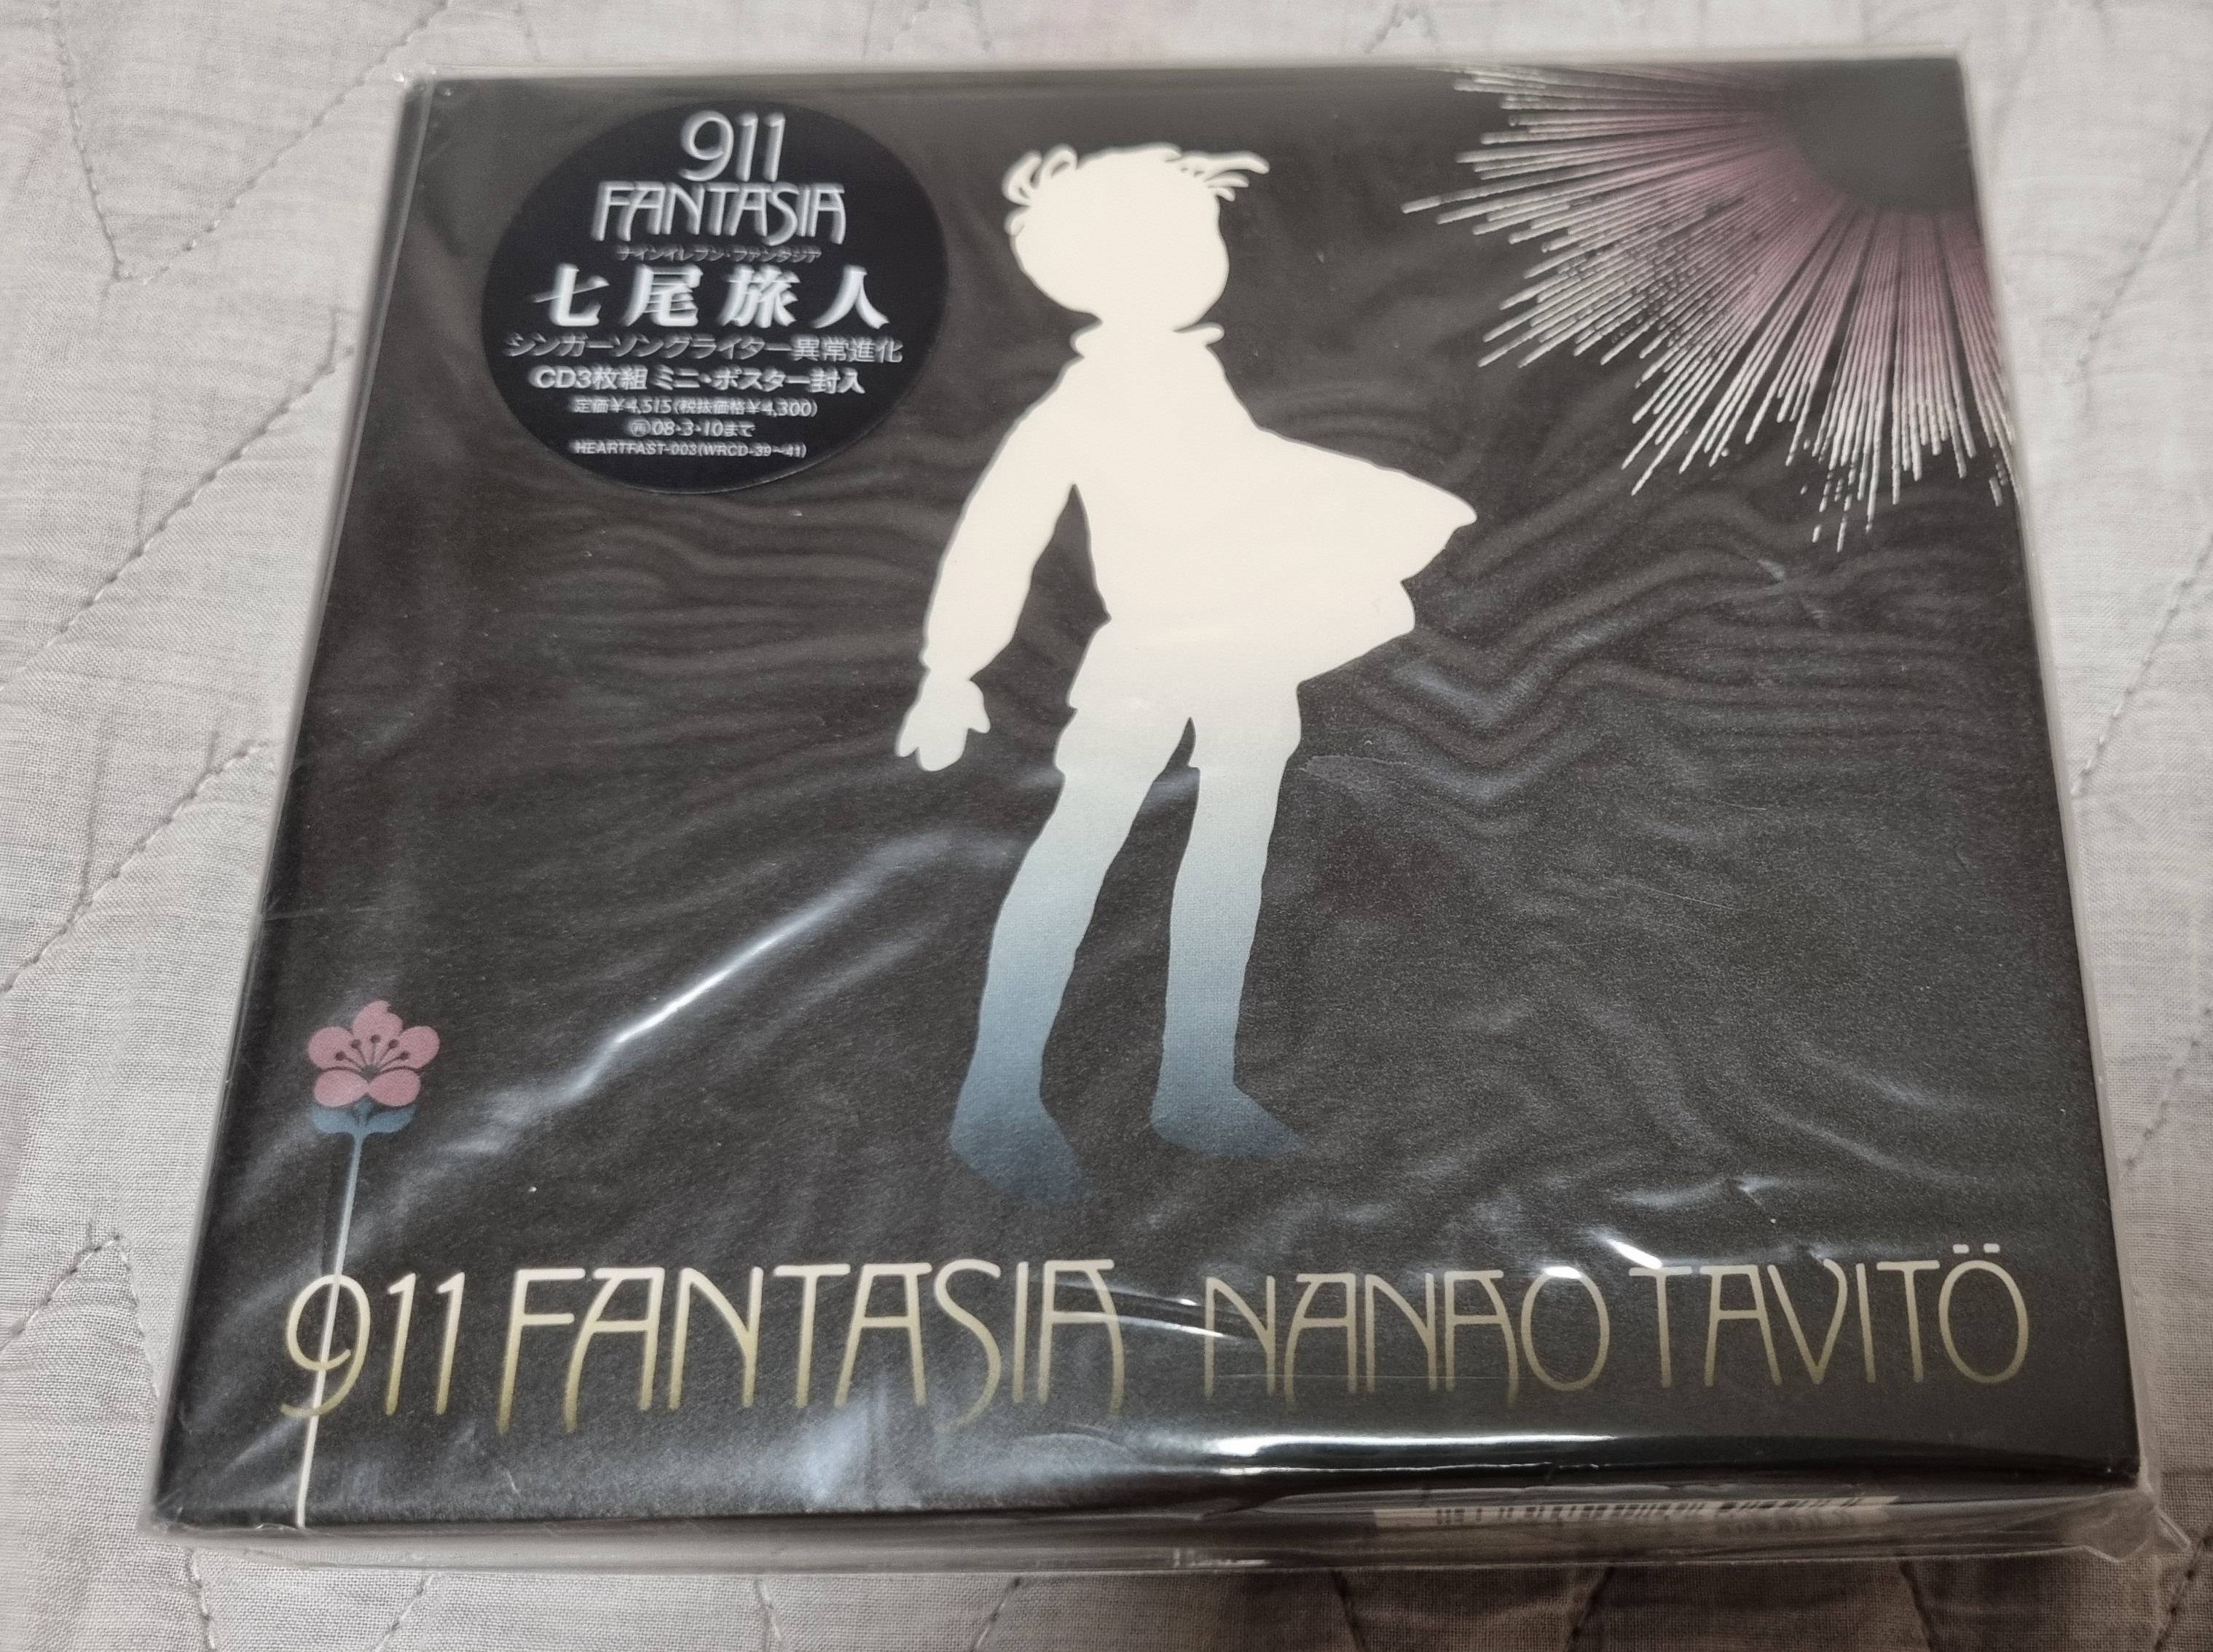 911
FANTASIA
ナインイレブン・ファンタジア
七尾旅人
シンガーソングライター異常進化
CD3枚組 ミニ・ポスター封入
定価¥4,515(税抜価格¥4,300)
㋐08・3・10まで
HEARTFAST-003(WRCD-39～41)
911 FANTASIA NANAO TAVITÖ